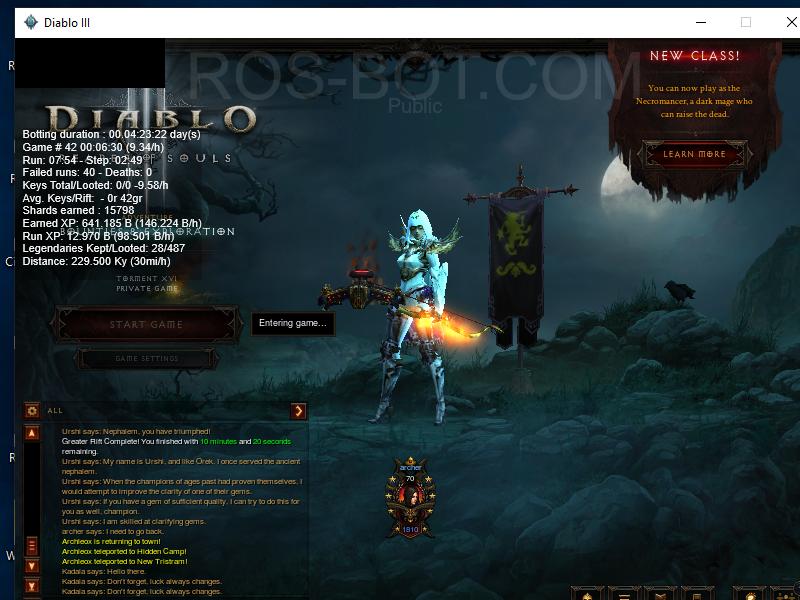 Diablo III
ROS-BOT.COM
Public
NEW CLASS!
You can now play as the
Necromancer, a dark mage who
can raise the dead.
LEARN MORE
DIABLO
Botting duration : 00.04:23:22 day(s)
Game # 42 00:06:30 (9.34/h)
Run: 07:54 - Step: 02:49
OF SOULS
Failed runs: 40 - Deaths: 0
Keys Total/Looted: 0/0 -9.58/h
Avg. Keys/Rift: - 0r 42gr
Shards earned : 15798
Earned XP: 641.185 B (146.224 B/h)
Run XP: 12.970 B (98.501 B/h)
Legendaries Kept/Looted: 28/487
Distance: 229.500 Ky (30mi/h)
TORMENT XVI
PRIVATE GAME
START GAME
Entering game...
GAME SETTINGS
ALL
Urshi says: Nephalem, you have triumphed!
Greater Rift Complete! You finished with 10 minutes and 20 seconds
remaining.
Urshi says: My name is Urshi, and like Orek, I once served the ancient
nephalem.
Urshi says: When the champions of ages past had proven themselves, I
would attempt to improve the clarity of one of their gems.
Urshi says: If you have a gem of sufficient quality, I can try to do this for
you as well, champion.
Urshi says: I am skilled at clarifying gems.
archer says: I need to go back.
Archleox is returning to town!
Archleox teleported to Hidden Camp!
Archleox teleported to New Tristram!
Kadala says: Hello there.
Kadala says: Don't forget, luck always changes.
Kadala says: Don't forget, luck always changes.
archer
70
1810